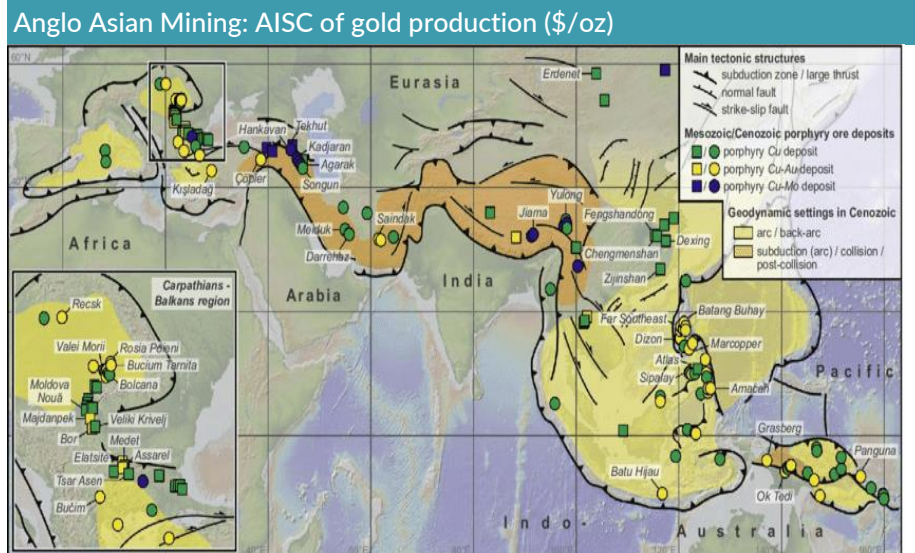 Anglo Asian Mining: AISC of gold production ($/oz)
60°N
Eurasia
Erdenet
Main tectonic structures
subduction zone / large thrust
normal fault
strike-slip fault
Mesozoic/Cenozoic porphyry ore deposits
porphyry Cu deposit
porphyry Cu-Au deposit
porphyry Cu-Mo deposit
Geodynamic settings in Cenozoic
arc / back-arc
subduction (arc) / collision /
post-collision
Hankavan
Tekhut
Kadjaran
Agarak
Songun
Çöpler
Kışladağ
Meiduk
Saindak
Darrehzar
Yulong
Jiama
Fengshandong
Dexing
Chengmenshan
Zijinshan
Africa
Arabia
India
Carpathians -
Balkans region
Recsk
Valei Morii
Rosia Poieni
Bucium Tarnita
Bolcana
Moldova
Nouă
Majdanpek
Veliki Krivelj
Bor
Medet
Elatsite
Assarel
Tsar Asen
Bučim
Far Southeast
Batang Buhay
Dizon
Marcopper
Atlas
Sipalay
Amacan
Pacific
Grasberg
Panguna
Batu Hijau
Ok Tedi
Indo-
Australia